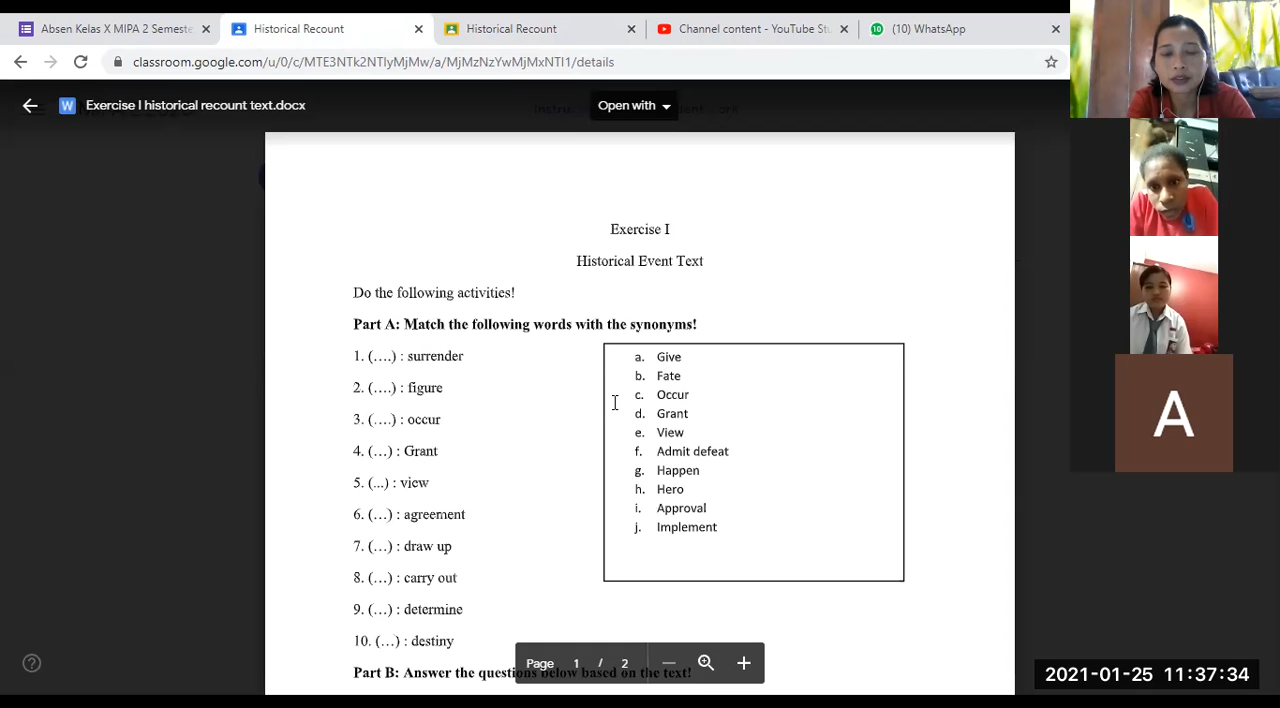 Absen Kelas X MIPA 2 Semeste
Historical Recount
Historical Recount
Channel content - YouTube Stu
(10) WhatsApp
classroom.google.com/u/0/c/MTE3NTk2NTIyMjMw/a/MjMzNzYwMjMxNTI1/details
Exercise I historical recount text.docx
Open with
Exercise I
Historical Event Text
Do the following activities!
Part A: Match the following words with the synonyms!
1. (….) : surrender
2. (….) : figure
3. (….) : occur
4. (…) : Grant
5. (...) : view
6. (…) : agreement
7. (…) : draw up
8. (…) : carry out
9. (…) : determine
10. (…) : destiny
a. Give
b. Fate
c. Occur
d. Grant
e. View
f. Admit defeat
g. Happen
h. Hero
i. Approval
j. Implement
Part B: Answer the questions below based on the text!
Page 1 / 2
A
2021-01-25 11:37:34